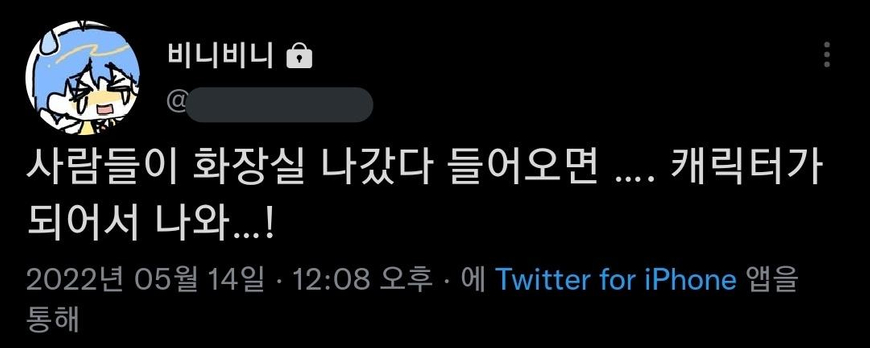 비니비니
@
사람들이 화장실 나갔다 들어오면 .... 캐릭터가
되어서 나와...!
2022년 05월 14일 · 12:08 오후 · 에 Twitter for iPhone 앱을
통해